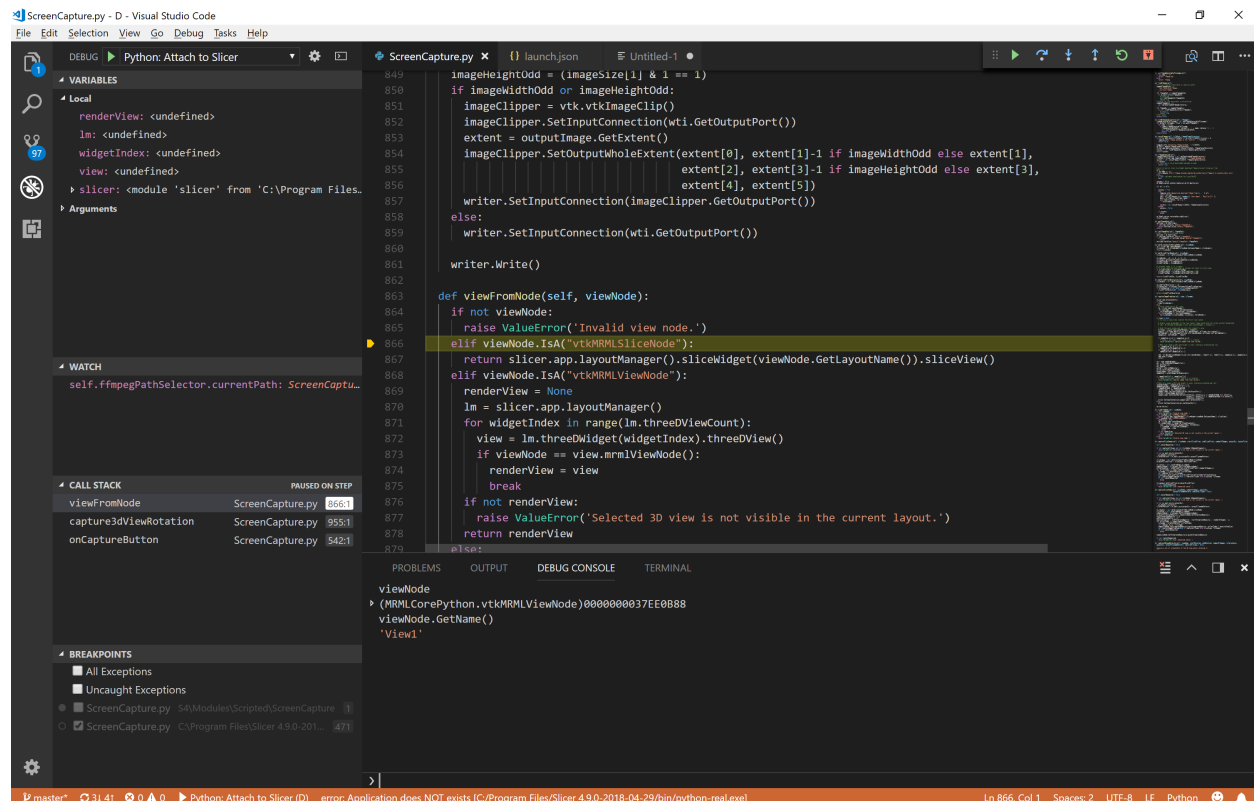 ScreenCapture.py - D - Visual Studio Code
File Edit Selection View Go Debug Tasks Help
DEBUG Python: Attach to Slicer
ScreenCapture.py
launch.json
Untitled-1
1
97
VARIABLES
Local
renderView: <undefined>
lm: <undefined>
widgetIndex: <undefined>
view: <undefined>
slicer: <module 'slicer' from 'C:\Program Files…
Arguments
WATCH
self.ffmpegPathSelector.currentPath: ScreenCaptu…
CALL STACK PAUSED ON STEP
viewFromNode ScreenCapture.py 866:1
capture3dViewRotation ScreenCapture.py 955:1
onCaptureButton ScreenCapture.py 542:1
BREAKPOINTS
All Exceptions
Uncaught Exceptions
ScreenCapture.py S4\Modules\Scripted\ScreenCapture 1
ScreenCapture.py C:\Program Files\Slicer 4.9.0-201… 471
849 imageHeightOdd = (imageSize[1] & 1 == 1)
850 if imageWidthOdd or imageHeightOdd:
851 imageClipper = vtk.vtkImageClip()
852 imageClipper.SetInputConnection(wti.GetOutputPort())
853 extent = outputImage.GetExtent()
854 imageClipper.SetOutputWholeExtent(extent[0], extent[1]-1 if imageWidthOdd else extent[1],
855 extent[2], extent[3]-1 if imageHeightOdd else extent[3],
856 extent[4], extent[5])
857 writer.SetInputConnection(imageClipper.GetOutputPort())
858 else:
859 writer.SetInputConnection(wti.GetOutputPort())
860
861 writer.Write()
862
863 def viewFromNode(self, viewNode):
864 if not viewNode:
865 raise ValueError('Invalid view node.')
866 elif viewNode.IsA("vtkMRMLSliceNode"):
867 return slicer.app.layoutManager().sliceWidget(viewNode.GetLayoutName()).sliceView()
868 elif viewNode.IsA("vtkMRMLViewNode"):
869 renderView = None
870 lm = slicer.app.layoutManager()
871 for widgetIndex in range(lm.threeDViewCount):
872 view = lm.threeDWidget(widgetIndex).threeDView()
873 if viewNode == view.mrmlViewNode():
874 renderView = view
875 break
876 if not renderView:
877 raise ValueError('Selected 3D view is not visible in the current layout.')
878 return renderView
879 else:
PROBLEMS OUTPUT DEBUG CONSOLE TERMINAL
viewNode
(MRMLCorePython.vtkMRMLViewNode)0000000037EE0B88
viewNode.GetName()
'View1'
master* 3↓ 4↑ 0 0 Python: Attach to Slicer (D) error: Application does NOT exists [C:/Program Files/Slicer 4.9.0-2018-04-29/bin/python-real.exe] Ln 866, Col 1 Spaces: 2 UTF-8 LF Python